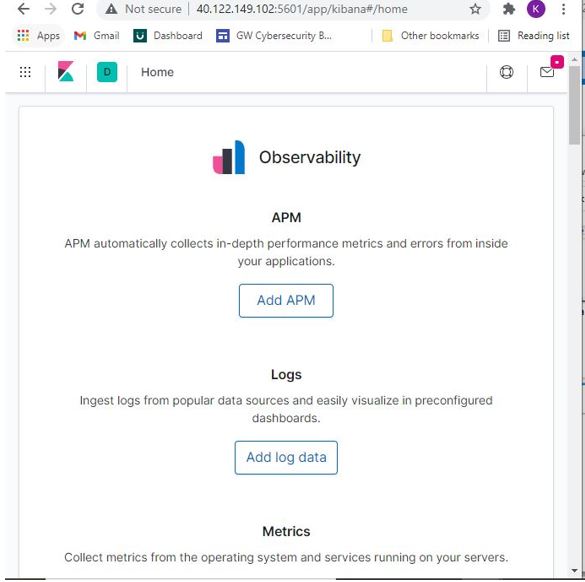 Not secure | 40.122.149.102:5601/app/kibana#/home
K
Apps Gmail Dashboard GW Cybersecurity B... Other bookmarks Reading list
D Home
Observability
APM
APM automatically collects in-depth performance metrics and errors from inside
your applications.
Add APM
Logs
Ingest logs from popular data sources and easily visualize in preconfigured
dashboards.
Add log data
Metrics
Collect metrics from the operating system and services running on your servers.